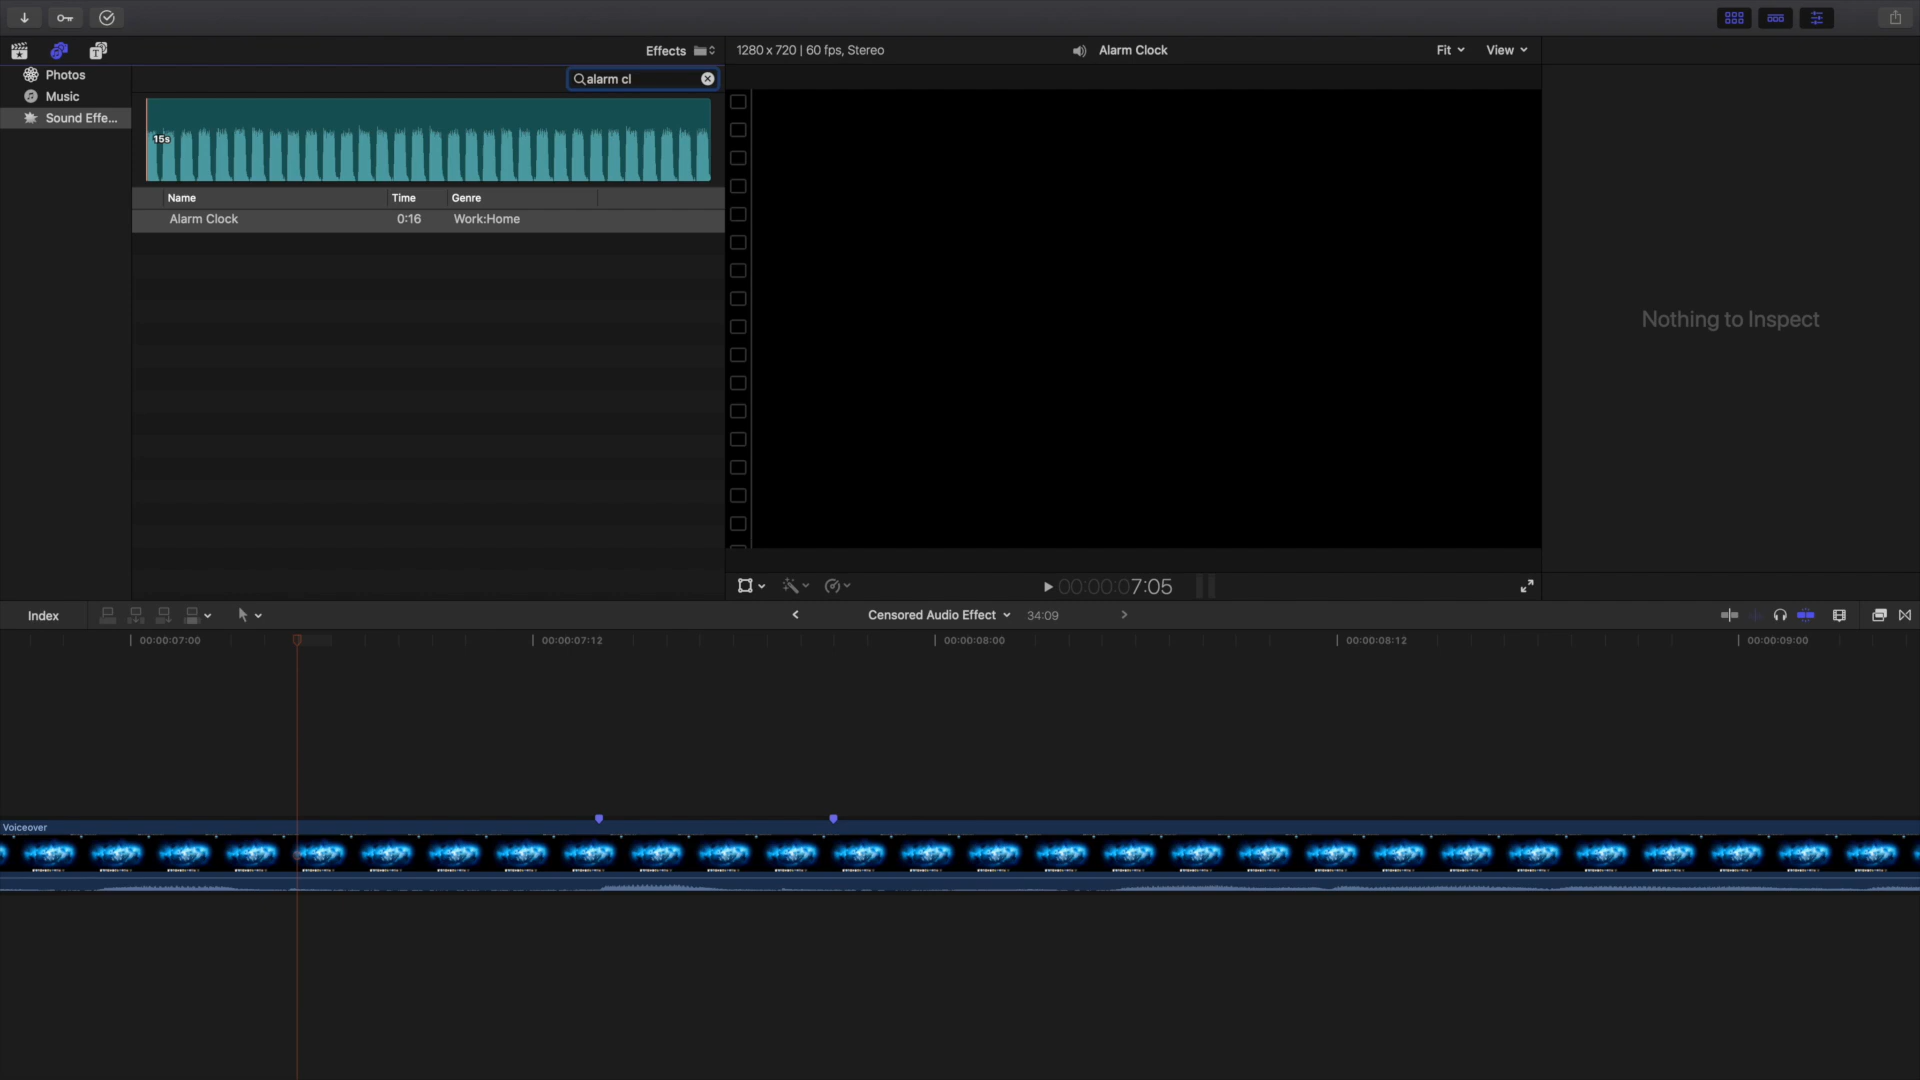 Effects
1280 x 720 | 60 fps, Stereo
Alarm Clock
Fit
View
Photos
Music
Sound Effe...
alarm cl
15s
Name Time Genre
Alarm Clock 0:16 Work:Home
Nothing to Inspect
00:00:07:05
Index
Censored Audio Effect 34:09
00:00:07:00 00:00:07:12 00:00:08:00 00:00:08:12 00:00:09:00
Voiceover